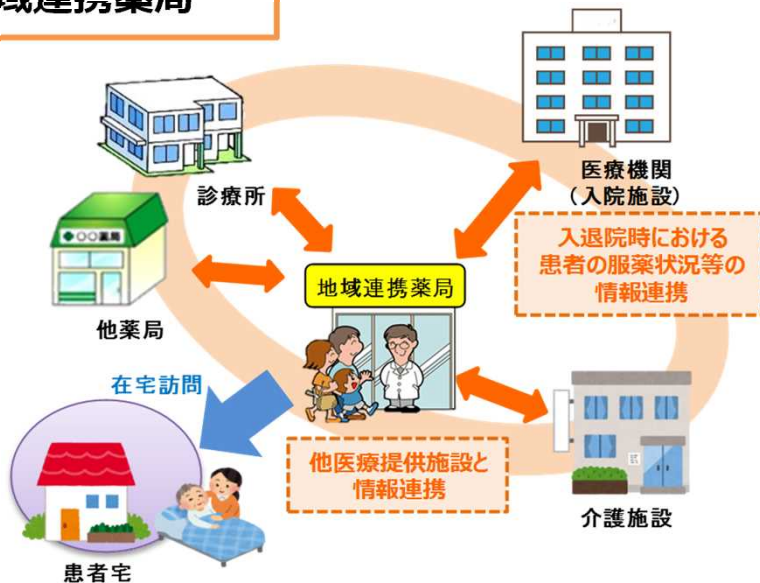 域連携薬局
診療所
医療機関
（入院施設）
○○薬局
入退院時における
患者の服薬状況等の
情報連携
地域連携薬局
他薬局
在宅訪問
他医療提供施設と
情報連携
介護施設
患者宅